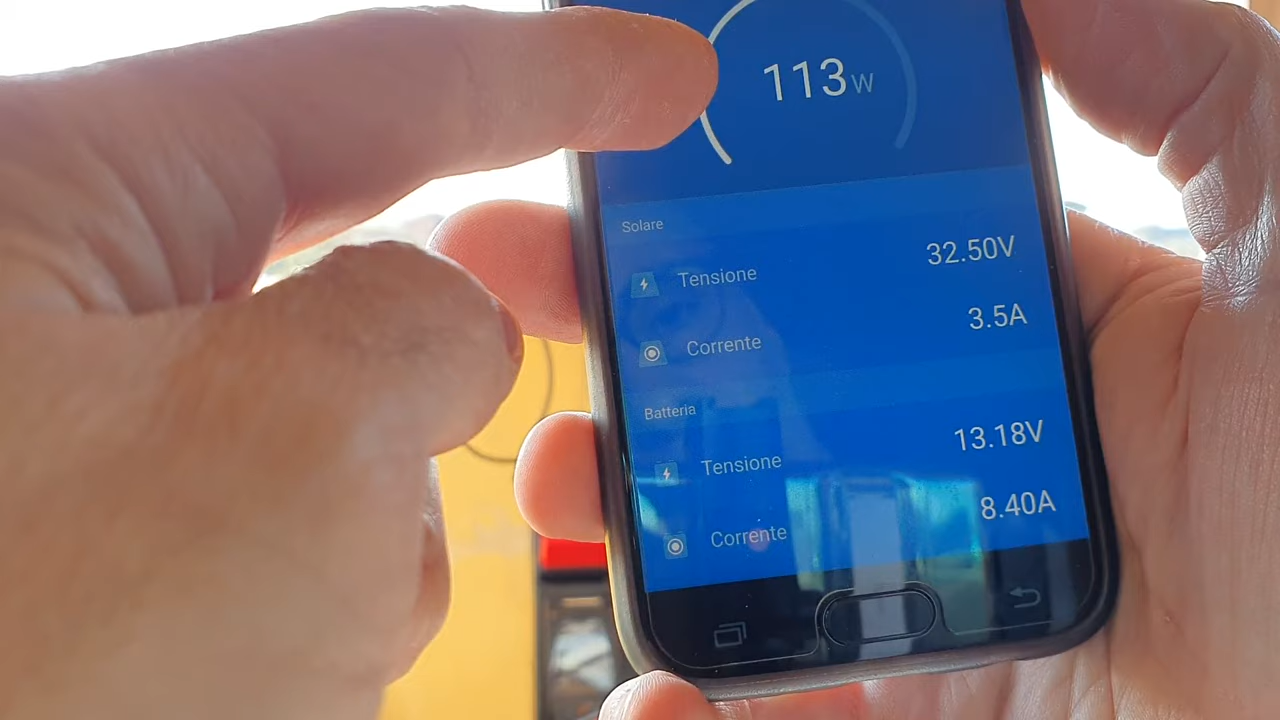 113W
Solare
Tensione 32.50V
Corrente 3.5A
Batteria
Tensione 13.18V
Corrente 8.40A